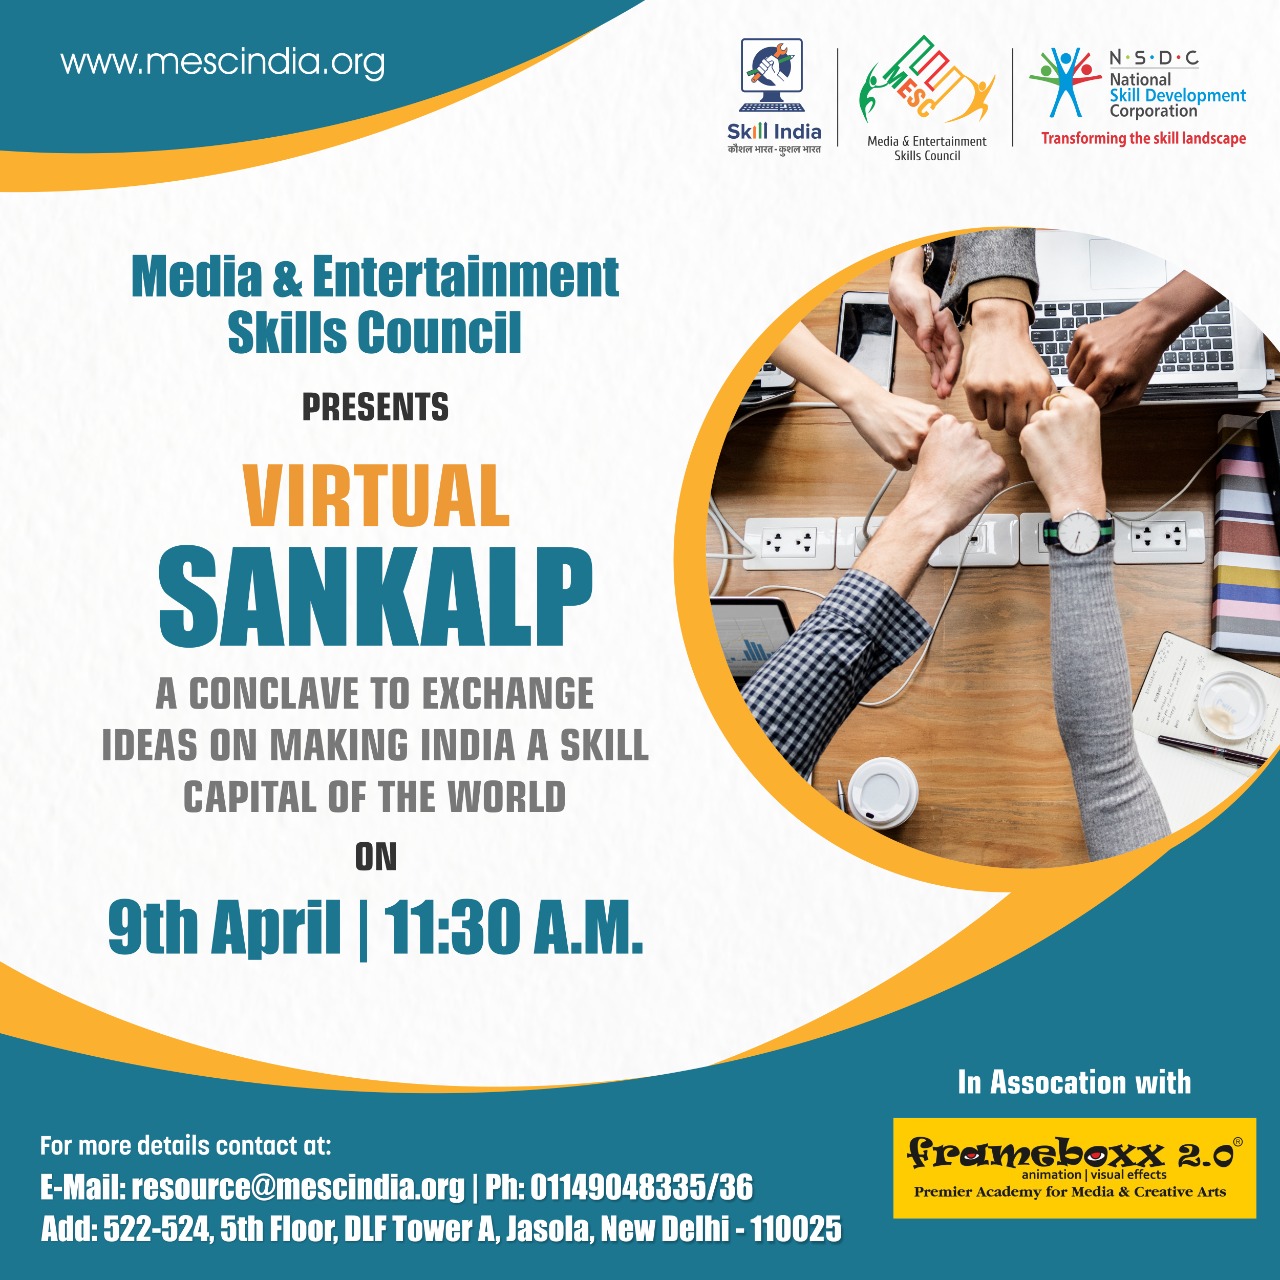 www.mescindia.org
Skill India
कौशल भारत - कुशल भारत
MESC
Media & Entertainment
Skills Council
N·S·D·C
National
Skill Development
Corporation
Transforming the skill landscape
Media & Entertainment
Skills Council
PRESENTS
VIRTUAL
SANKALP
A CONCLAVE TO EXCHANGE
IDEAS ON MAKING INDIA A SKILL
CAPITAL OF THE WORLD
ON
9th April | 11:30 A.M.
In Assocation with
frameboxx 2.0®
animation | visual effects
Premier Academy for Media & Creative Arts
For more details contact at:
E-Mail: resource@mescindia.org | Ph: 01149048335/36
Add: 522-524, 5th Floor, DLF Tower A, Jasola, New Delhi - 110025